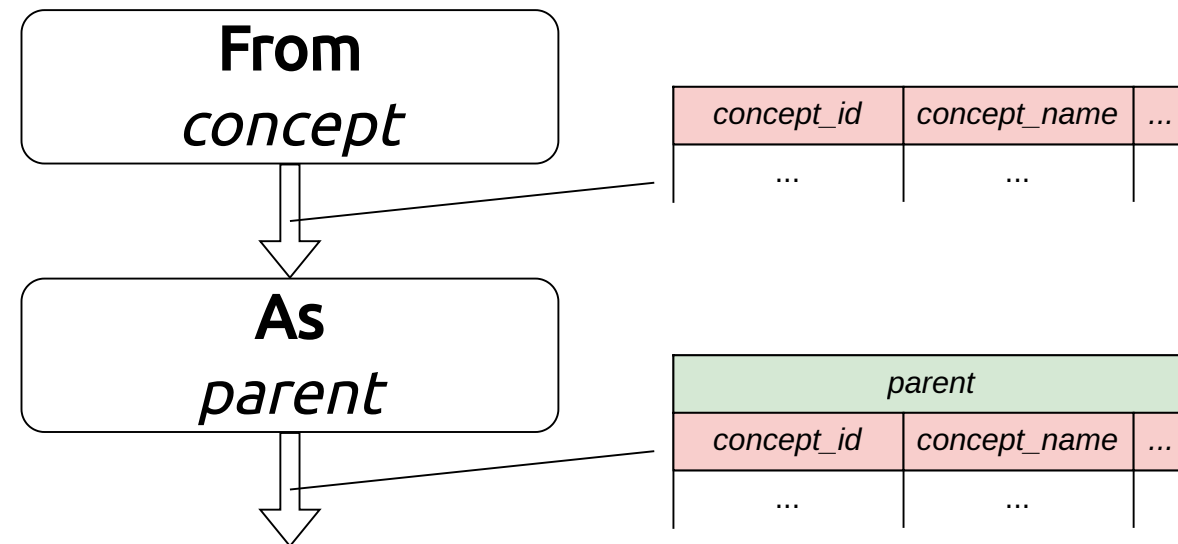 From
concept
concept_id concept_name ...
... ...
As
parent
parent
concept_id concept_name ...
... ...